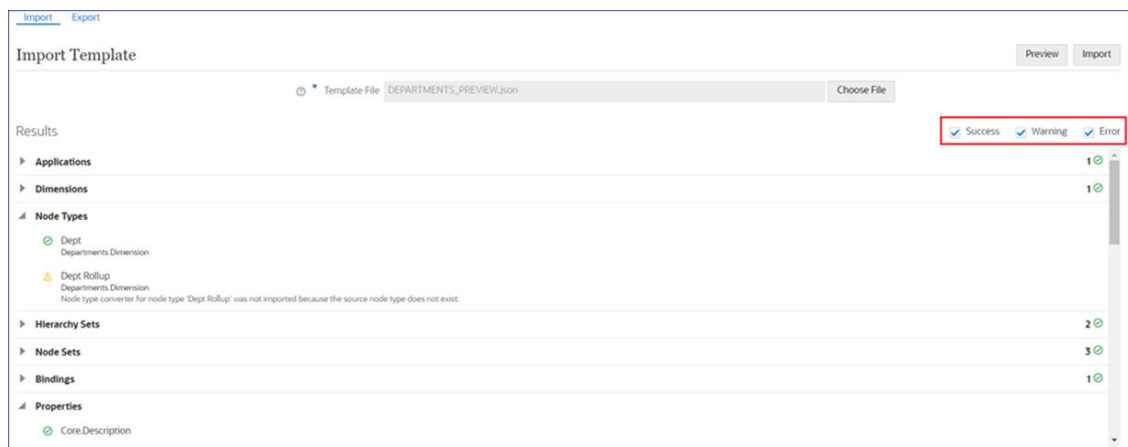 Import Export
Import Template Preview Import
* Template File DEPARTMENTS_PREVIEW.json Choose File
Results Success Warning Error
Applications 1
Dimensions 1
Node Types
Dept
Departments Dimension
Dept Rollup
Departments Dimension
Node type converter for node type 'Dept Rollup' was not imported because the source node type does not exist.
Hierarchy Sets 2
Node Sets 3
Bindings 1
Properties
Core.Description